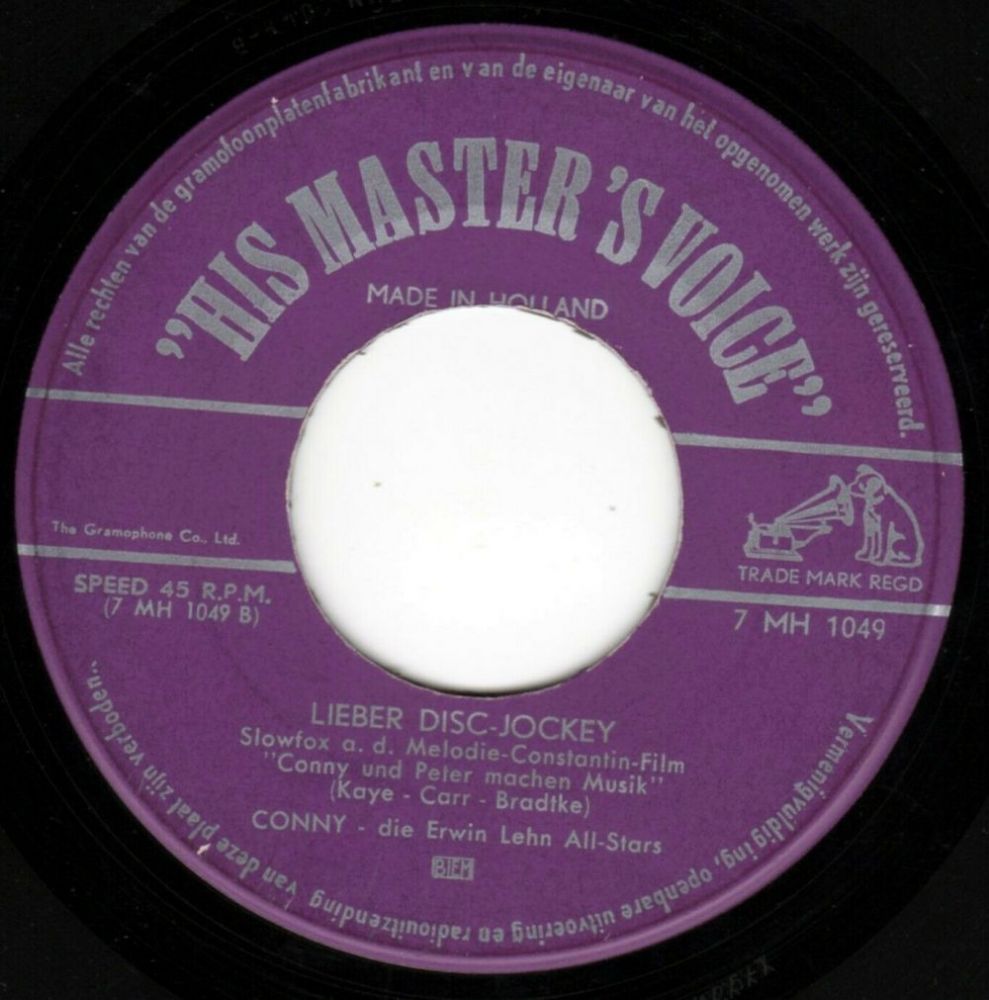 Alle rechten van de gramofoonplatenfabrikant en van de eigenaar van het opgenomen werk zijn gereserveerd.
"HIS MASTER'S VOICE"
MADE IN HOLLAND
The Gramophone Co., Ltd.
TRADE MARK REGD
SPEED 45 R.P.M.
(7 MH 1049 B)
7 MH 1049
LIEBER DISC-JOCKEY
Slowfox a. d. Melodie-Constantin-Film
"Conny und Peter machen Musik"
(Kaye - Carr - Bradtke)
CONNY - die Erwin Lehn All-Stars
BIEM
Vermenigvuldiging, openbare uitvoering en radiouitzending van deze plaat zijn verboden...